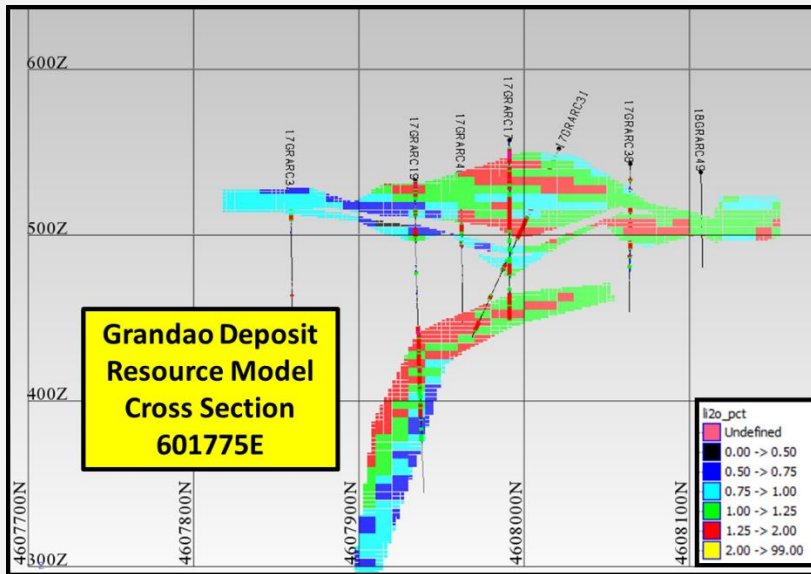 600Z
500Z
400Z
300Z
17GRARC3
17GRARC19
17GRARC4
17GRARC17
17GRARC31
17GRARC38
18GRARC49
Grandao Deposit
Resource Model
Cross Section
601775E
li2o_pct
Undefined
0.00 -> 0.50
0.50 -> 0.75
0.75 -> 1.00
1.00 -> 1.25
1.25 -> 2.00
2.00 -> 99.00
4607700N
4607800N
4607900N
4608000N
4608100N